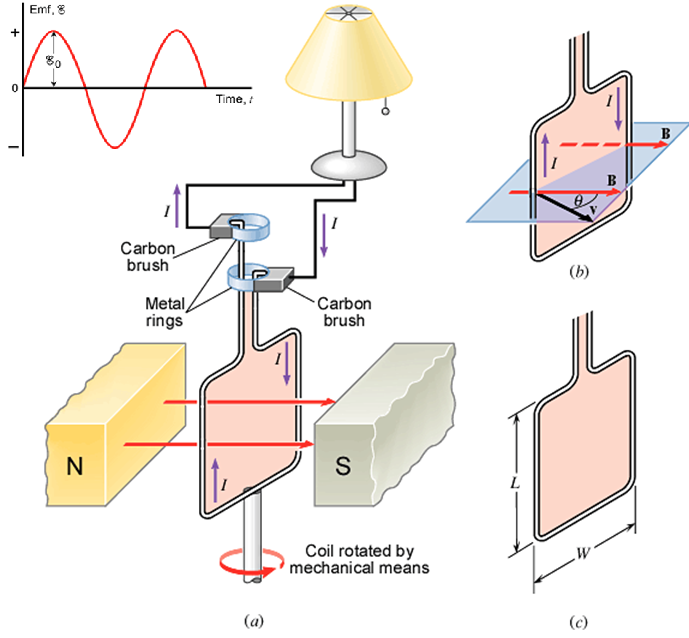 Emf, ℰ
+
ℰ0
0
Time, t
−
I
I
Carbon
brush
Metal
rings
Carbon
brush
I
N
S
I
Coil rotated by
mechanical means
(a)
I
I
B
B
θ
v
(b)
L
W
(c)